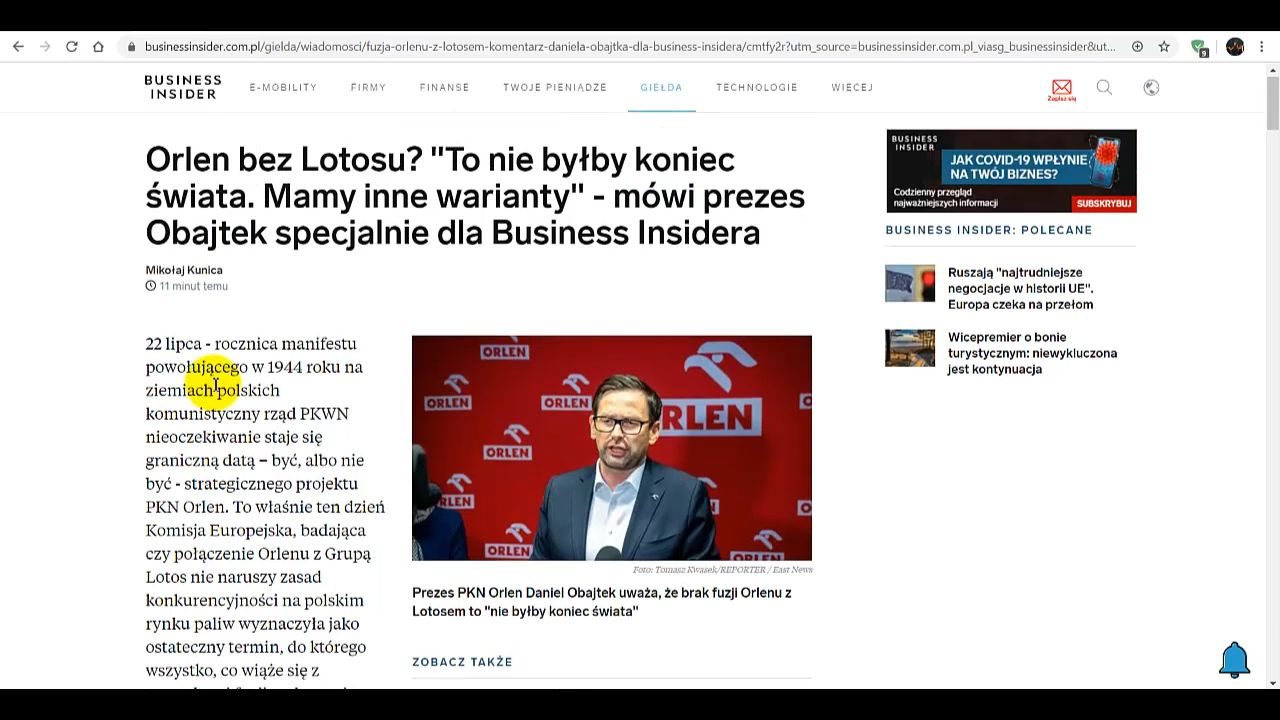 businessinsider.com.pl/gielda/wiadomosci/fuzja-orlenu-z-lotosem-komentarz-daniela-obajtka-dla-business-insidera/cmtfy2r?utm_source=businessinsider.com.pl_viasg_businessinsider&ut...
9
BUSINESS
INSIDER
E-MOBILITY
FIRMY
FINANSE
TWOJE PIENIĄDZE
GIEŁDA
TECHNOLOGIE
WIĘCEJ
Zapisz się
Orlen bez Lotosu? "To nie byłby koniec
świata. Mamy inne warianty" - mówi prezes
Obajtek specjalnie dla Business Insidera
Mikołaj Kunica
11 minut temu
22 lipca - rocznica manifestu
powołującego w 1944 roku na
ziemiach polskich
komunistyczny rząd PKWN
nieoczekiwanie staje się
graniczną datą – być, albo nie
być - strategicznego projektu
PKN Orlen. To właśnie ten dzień
Komisja Europejska, badająca
czy połączenie Orlenu z Grupą
Lotos nie naruszy zasad
konkurencyjności na polskim
rynku paliw wyznaczyła jako
ostateczny termin, do którego
wszystko, co wiąże się z
ORLEN
ORLEN
ORLEN
ORLEN
ORLEN
ORLEN
ORLEN
Foto: Tomasz Kwasek/REPORTER / East News
Prezes PKN Orlen Daniel Obajtek uważa, że brak fuzji Orlenu z
Lotosem to "nie byłby koniec świata"
ZOBACZ TAKŻE
BUSINESS
INSIDER
JAK COVID-19 WPŁYNIE
NA TWÓJ BIZNES?
Codzienny przegląd
najważniejszych informacji
SUBSKRYBUJ
BUSINESS INSIDER: POLECANE
Ruszają "najtrudniejsze
negocjacje w historii UE".
Europa czeka na przełom
Wicepremier o bonie
turystycznym: niewykluczona
jest kontynuacja